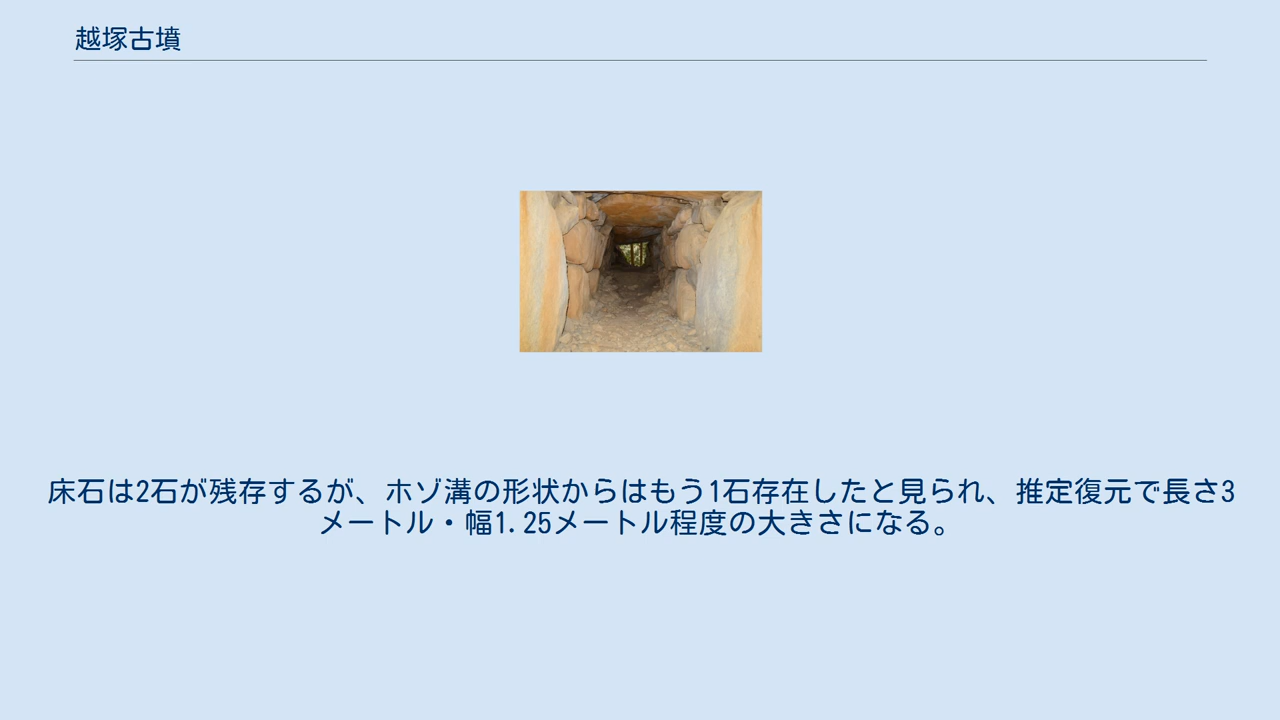 越塚古墳
床石は2石が残存するが、ホゾ溝の形状からはもう1石存在したと見られ、推定復元で長さ3
メートル・幅1.25メートル程度の大きさになる。